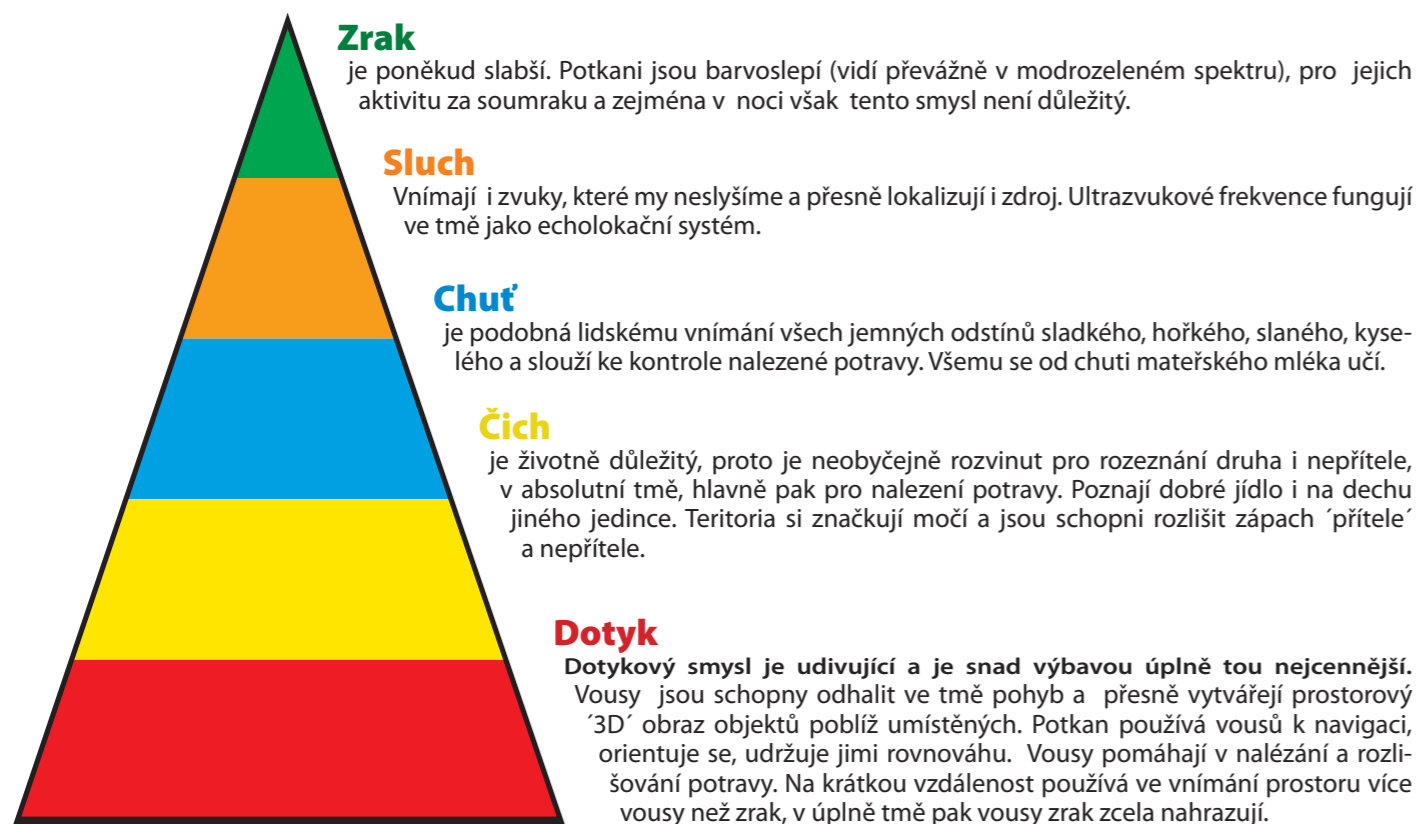 Zrak
je poněkud slabší. Potkani jsou barvoslepí (vidí převážně v modrozeleném spektru), pro jejich
aktivitu za soumraku a zejména v noci však tento smysl není důležitý.
Sluch
Vnímají i zvuky, které my neslyšíme a přesně lokalizují i zdroj. Ultrazvukové frekvence fungují
ve tmě jako echolokační systém.
Chuť
je podobná lidskému vnímání všech jemných odstínů sladkého, hořkého, slaného, kyse-
lého a slouží ke kontrole nalezené potravy. Všemu se od chuti mateřského mléka učí.
Čich
je životně důležitý, proto je neobyčejně rozvinut pro rozeznání druha i nepřítele,
v absolutní tmě, hlavně pak pro nalezení potravy. Poznají dobré jídlo i na dechu
jiného jedince. Teritoria si značkují močí a jsou schopni rozlišit zápach ´přítele´
a nepřítele.
Dotyk
Dotykový smysl je udivující a je snad výbavou úplně tou nejcennější.
Vousy jsou schopny odhalit ve tmě pohyb a přesně vytvářejí prostorový
´3D´ obraz objektů poblíž umístěných. Potkan používá vousů k navigaci,
orientuje se, udržuje jimi rovnováhu. Vousy pomáhají v nalézání a rozli-
šování potravy. Na krátkou vzdálenost používá ve vnímání prostoru více
vousy než zrak, v úplně tmě pak vousy zrak zcela nahrazují.